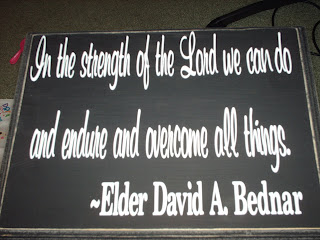 In the strength of the Lord we can do
and endure and overcome all things.
~Elder David A. Bednar